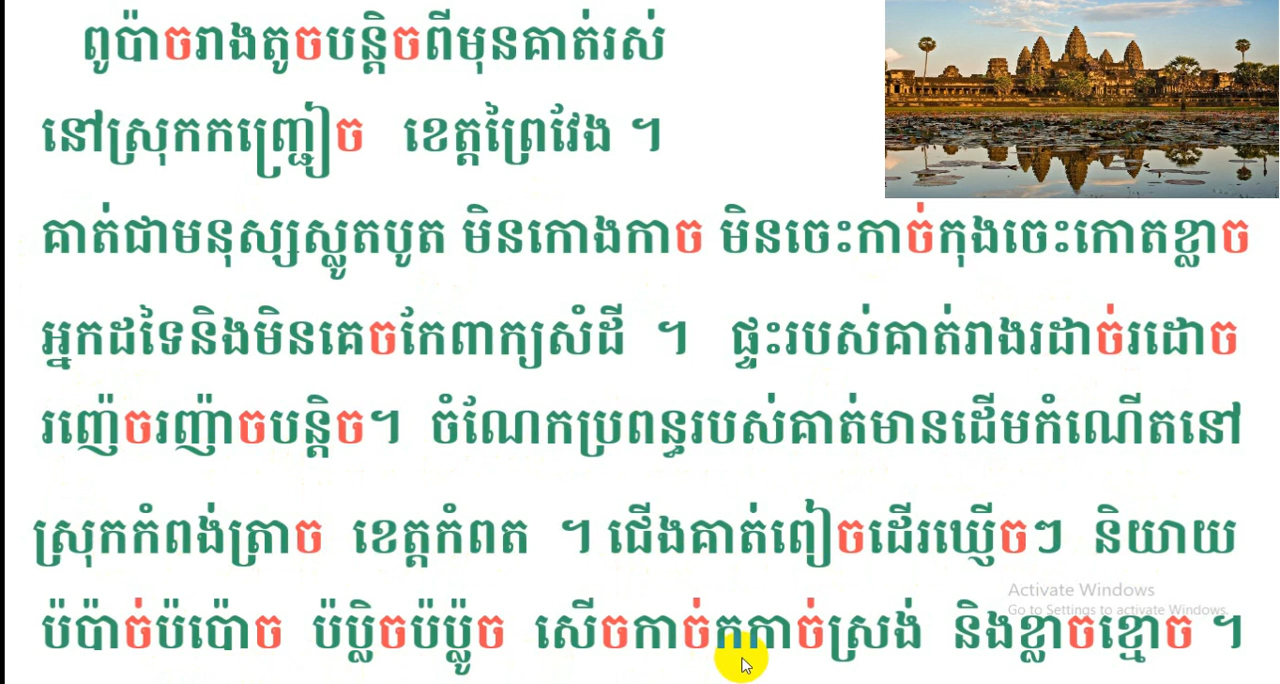 ពូប៉ាចរាងតូចបន្តិចពីមុនគាត់រស់
នៅស្រុកកញ្ជ្រៀច ខេត្តព្រៃវែង ។
គាត់ជាមនុស្សស្លូតបូត មិនកោងកាច មិនចេះកាច់កុងចេះកោតខ្លាច
អ្នកដទៃនិងមិនគេចកែពាក្យសំដី ។ ផ្ទះរបស់គាត់រាងរដាច់រដោច
រញ៉េចរញ៉ាចបន្តិច។ ចំណែកប្រពន្ធរបស់គាត់មានដើមកំណើតនៅ
ស្រុកកំពង់ត្រាច ខេត្តកំពត ។ ជើងគាត់ពៀចដើរឃ្មើចៗ និយាយ
ប៉ប៉ាច់ប៉ប៉ោច ប៉ប្លិចប៉ប្លូច សើចកាច់កកាច់ស្រង់ និងខ្លាចខ្មោច ។
Activate Windows
Go to Settings to activate Windows.